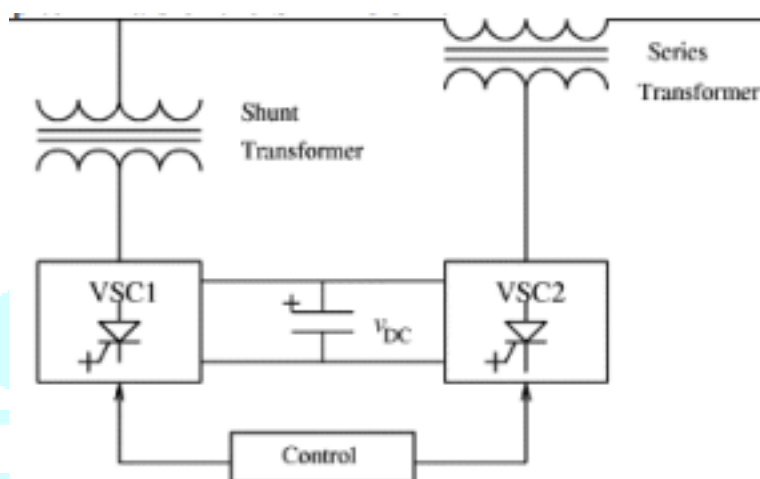 Series
Transformer
Shunt
Transformer
VSC1
VSC2
+
vDC
Control